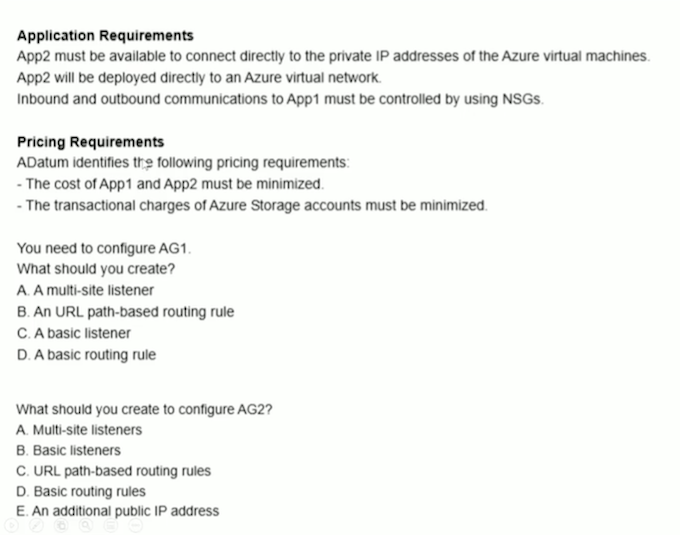 Application Requirements
App2 must be available to connect directly to the private IP addresses of the Azure virtual machines.
App2 will be deployed directly to an Azure virtual network.
Inbound and outbound communications to App1 must be controlled by using NSGs.
Pricing Requirements
ADatum identifies the following pricing requirements:
- The cost of App1 and App2 must be minimized.
- The transactional charges of Azure Storage accounts must be minimized.
You need to configure AG1.
What should you create?
A. A multi-site listener
B. An URL path-based routing rule
C. A basic listener
D. A basic routing rule
What should you create to configure AG2?
A. Multi-site listeners
B. Basic listeners
C. URL path-based routing rules
D. Basic routing rules
E. An additional public IP address